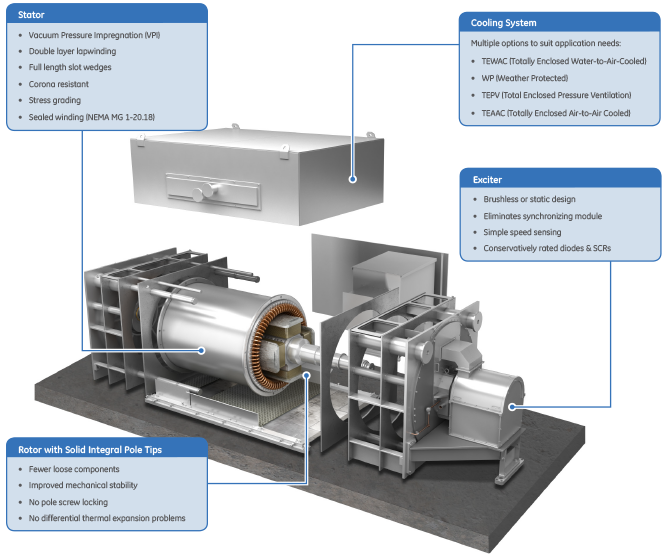 Stator
• Vacuum Pressure Impregnation (VPI)
• Double layer lapwinding
• Full length slot wedges
• Corona resistant
• Stress grading
• Sealed winding (NEMA MG 1-20.18)
Cooling System
Multiple options to suit application needs:
• TEWAC (Totally Enclosed Water-to-Air-Cooled)
• WP (Weather Protected)
• TEPV (Total Enclosed Pressure Ventilation)
• TEAAC (Totally Enclosed Air-to-Air Cooled)
Exciter
• Brushless or static design
• Eliminates synchronizing module
• Simple speed sensing
• Conservatively rated diodes & SCRs
Rotor with Solid Integral Pole Tips
• Fewer loose components
• Improved mechanical stability
• No pole screw locking
• No differential thermal expansion problems